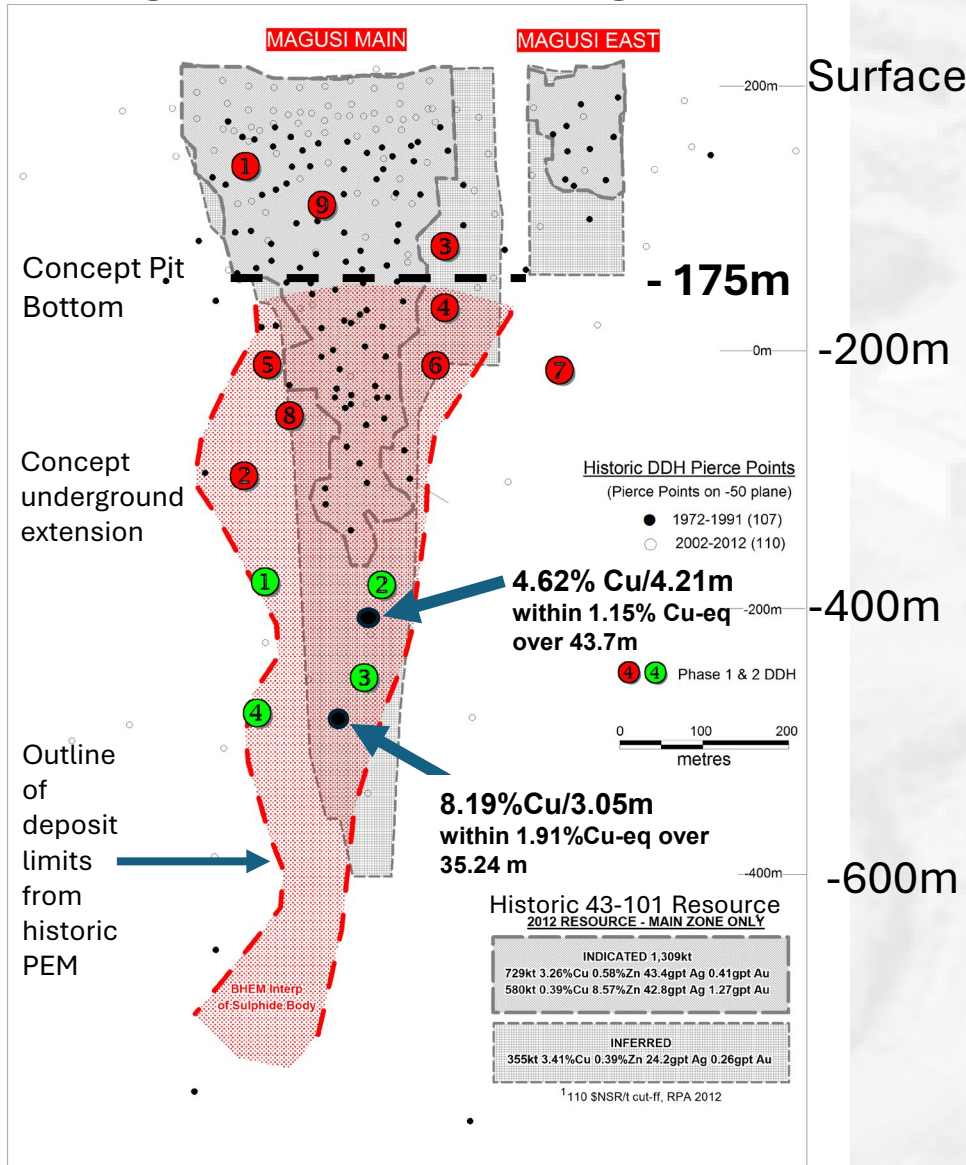 MAGUSI MAIN
MAGUSI EAST
Surface
200m
1
9
3
Concept Pit
Bottom
- 175m
4
0m
-200m
5
6
7
8
2
Concept
underground
extension
Historic DDH Pierce Points
(Pierce Points on -50 plane)
1972-1991 (107)
2002-2012 (110)
1
2
4.62% Cu/4.21m
within 1.15% Cu-eq
over 43.7m
-200m
-400m
3
4 4 Phase 1 & 2 DDH
4
0 100 200
metres
Outline
of
deposit
limits
from
historic
PEM
8.19%Cu/3.05m
within 1.91%Cu-eq over
35.24 m
-400m
-600m
Historic 43-101 Resource
2012 RESOURCE - MAIN ZONE ONLY
INDICATED 1,309kt
729kt 3.26%Cu 0.58%Zn 43.4gpt Ag 0.41gpt Au
580kt 0.39%Cu 8.57%Zn 42.8gpt Ag 1.27gpt Au
BHEM Interp
of Sulphide Body
INFERRED
355kt 3.41%Cu 0.39%Zn 24.2gpt Ag 0.26gpt Au
1 110 $NSR/t cut-ff, RPA 2012